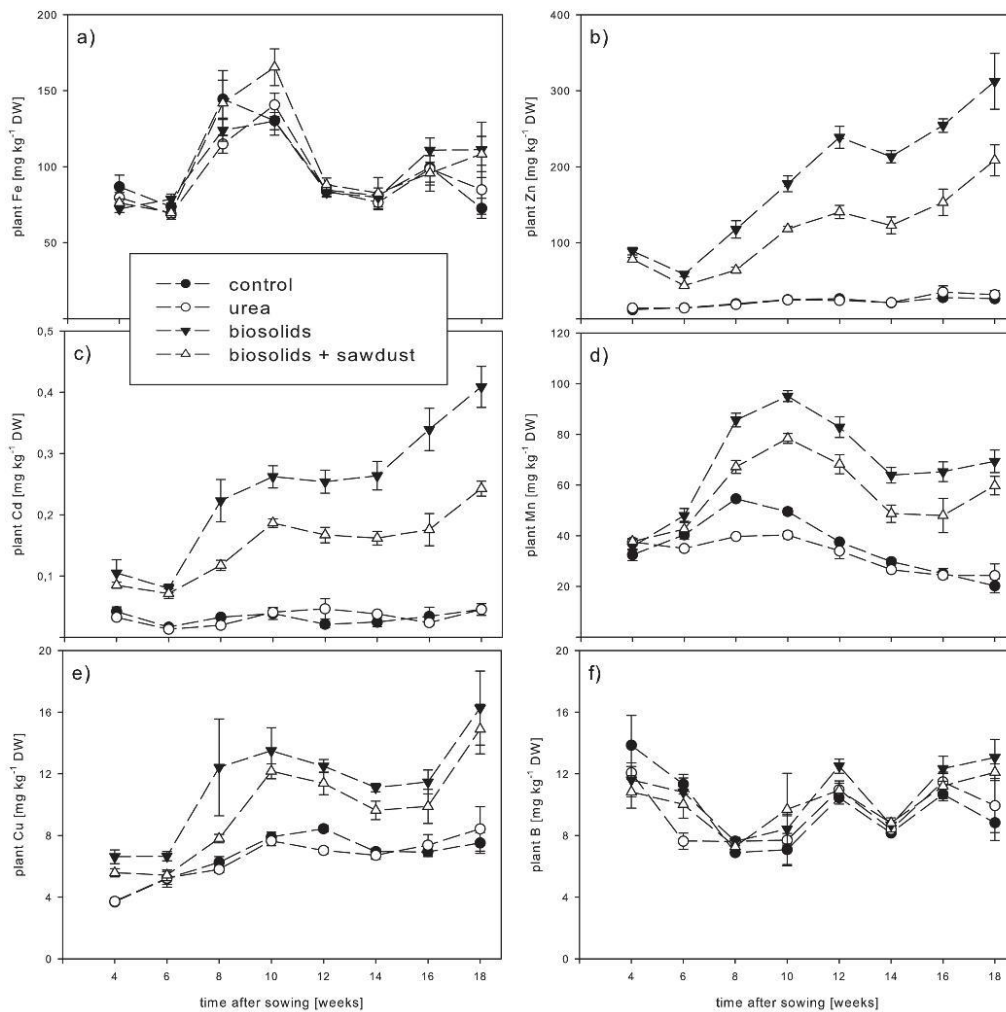 a)
200
150
100
50
plant Fe [mg kg⁻¹ DW]
b)
400
300
200
100
plant Zn [mg kg⁻¹ DW]
control
urea
biosolids
biosolids + sawdust
c)
0,5
0,4
0,3
0,2
0,1
plant Cd [mg kg⁻¹ DW]
d)
120
100
80
60
40
20
plant Mn [mg kg⁻¹ DW]
e)
20
16
12
8
4
0
plant Cu [mg kg⁻¹ DW]
4 6 8 10 12 14 16 18
time after sowing [weeks]
f)
20
16
12
8
4
0
plant B [mg kg⁻¹ DW]
4 6 8 10 12 14 16 18
time after sowing [weeks]